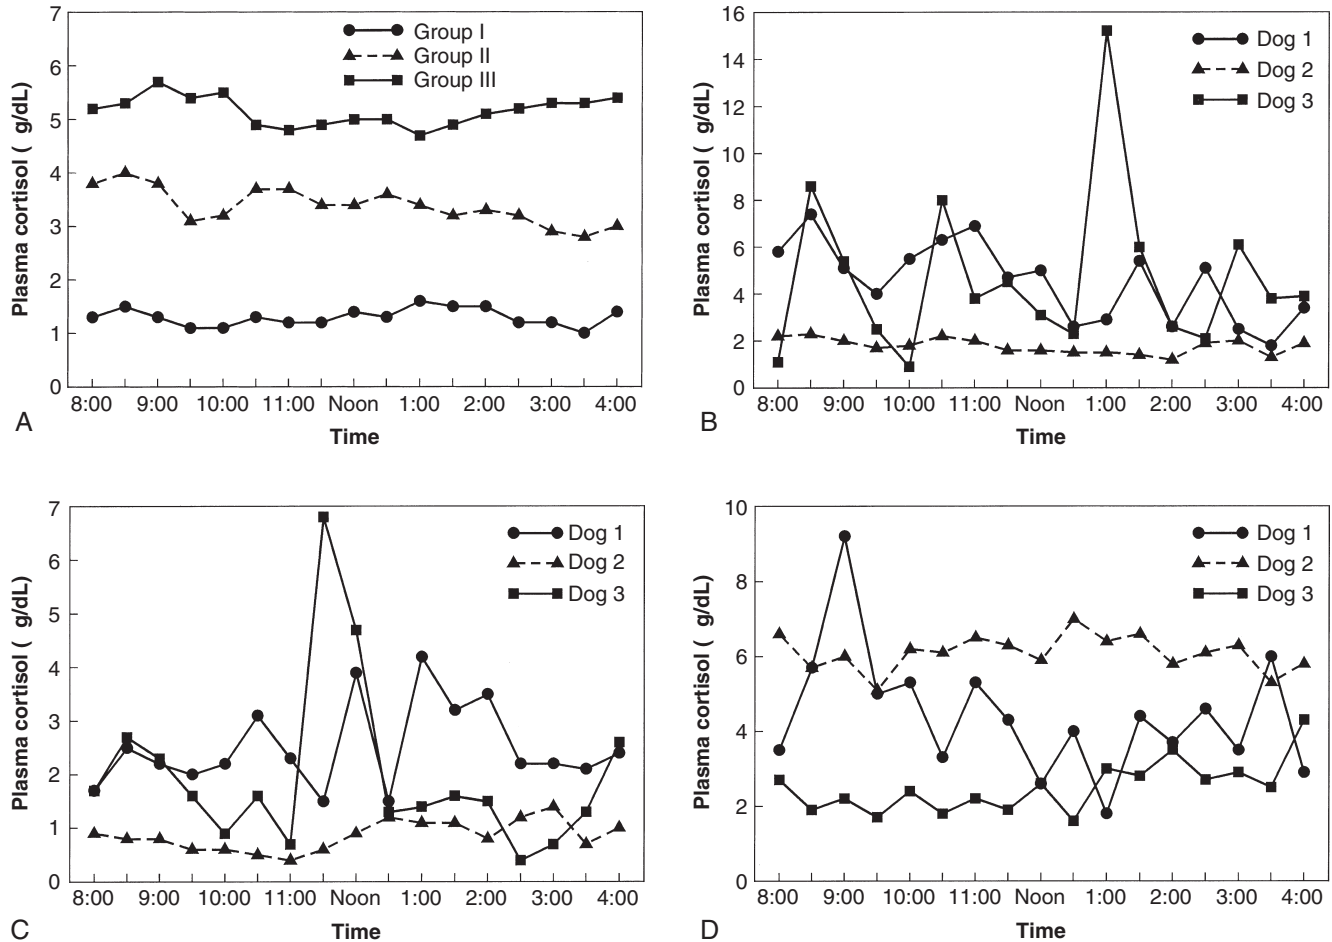 7
6
5
4
3
2
1
0
Plasma cortisol ( g/dL)
Group I
Group II
Group III
8:00 9:00 10:00 11:00 Noon 1:00 2:00 3:00 4:00
Time
A
16
14
12
10
8
6
4
2
0
Plasma cortisol ( g/dL)
Dog 1
Dog 2
Dog 3
8:00 9:00 10:00 11:00 Noon 1:00 2:00 3:00 4:00
Time
B
7
6
5
4
3
2
1
0
Plasma cortisol ( g/dL)
Dog 1
Dog 2
Dog 3
8:00 9:00 10:00 11:00 Noon 1:00 2:00 3:00 4:00
Time
C
10
8
6
4
2
0
Plasma cortisol ( g/dL)
Dog 1
Dog 2
Dog 3
8:00 9:00 10:00 11:00 Noon 1:00 2:00 3:00 4:00
Time
D